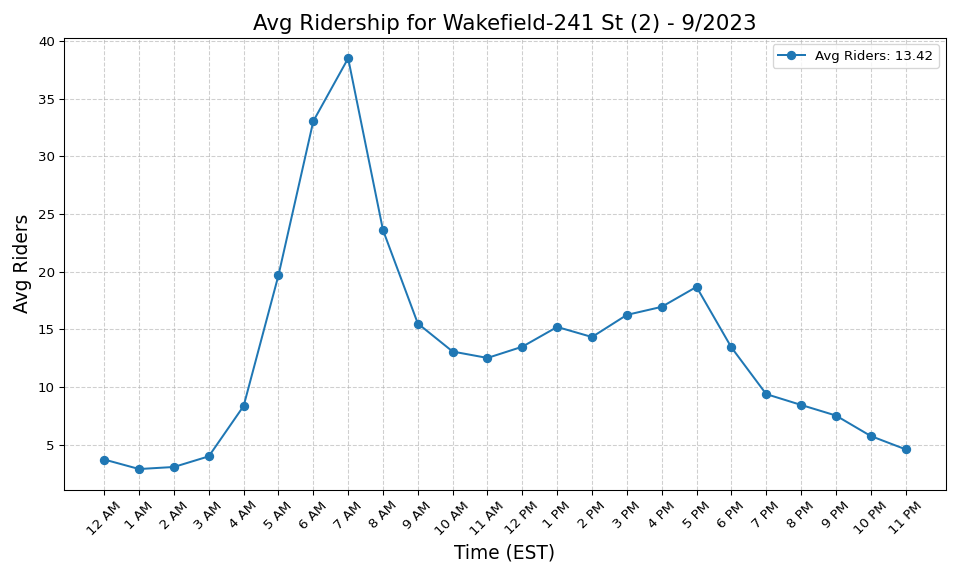 Avg Ridership for Wakefield-241 St (2) - 9/2023
Avg Riders: 13.42
Avg Riders
40
35
30
25
20
15
10
5
12 AM
1 AM
2 AM
3 AM
4 AM
5 AM
6 AM
7 AM
8 AM
9 AM
10 AM
11 AM
12 PM
1 PM
2 PM
3 PM
4 PM
5 PM
6 PM
7 PM
8 PM
9 PM
10 PM
11 PM
Time (EST)